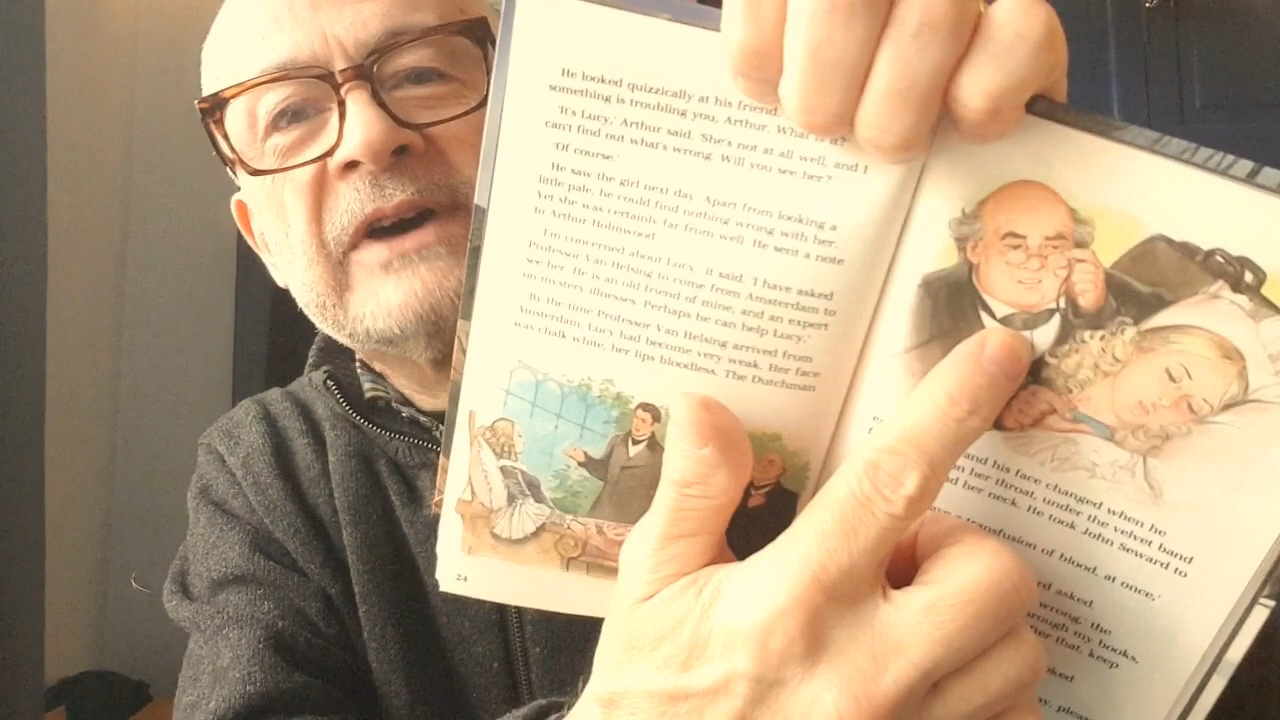 He looked quizzically at his friend.
something is troubling you, Arthur. What is it?'
'It's Lucy,' Arthur said. 'She's not at all well, and I
can't find out what's wrong. Will you see her?'
'Of course.'
He saw the girl next day. Apart from looking a
little pale, he could find nothing wrong with her.
Yet she was certainly far from well. He sent a note
to Arthur Holmwood.
'I'm concerned about Lucy,' it said. 'I have asked
Professor Van Helsing to come from Amsterdam to
see her. He is an old friend of mine, and an expert
on mystery illnesses. Perhaps he can help Lucy.'
By the time Professor Van Helsing arrived from
Amsterdam, Lucy had become very weak. Her face
was chalk white, her lips bloodless. The Dutchman
24
and his face changed when he
on her throat, under the velvet band
her neck. He took John Seward to
a transfusion of blood, at once,'
asked.
wrong,' the
through my books,
that, keep